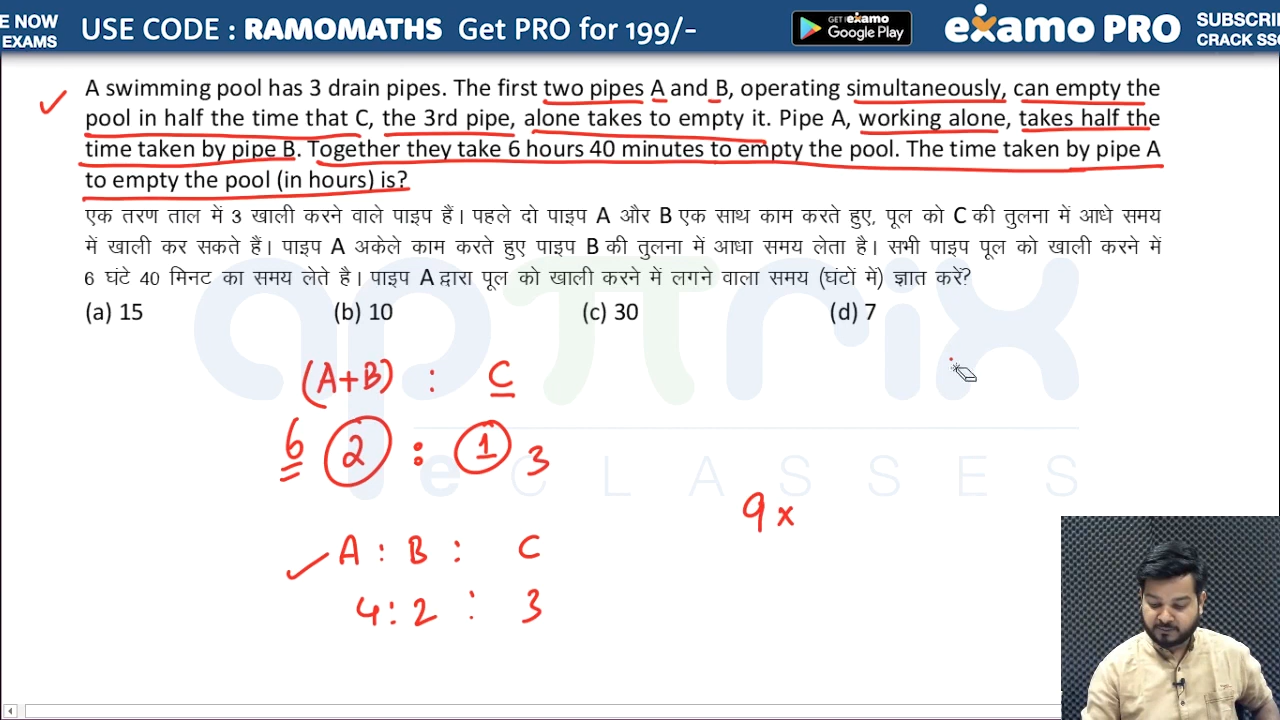 E NOW
EXAMS
USE CODE : RAMOMATHS Get PRO for 199/-
GET IT ON examo
Google Play
examo PRO
SUBSCRI
CRACK SSC
A swimming pool has 3 drain pipes. The first two pipes A and B, operating simultaneously, can empty the
pool in half the time that C, the 3rd pipe, alone takes to empty it. Pipe A, working alone, takes half the
time taken by pipe B. Together they take 6 hours 40 minutes to empty the pool. The time taken by pipe A
to empty the pool (in hours) is?
एक तरण ताल में 3 खाली करने वाले पाइप हैं। पहले दो पाइप A और B एक साथ काम करते हुए, पूल को C की तुलना में आधे समय
में खाली कर सकते हैं। पाइप A अकेले काम करते हुए पाइप B की तुलना में आधा समय लेता है। सभी पाइप पूल को खाली करने में
6 घंटे 40 मिनट का समय लेते है। पाइप A द्वारा पूल को खाली करने में लगने वाला समय (घंटों में) ज्ञात करें?
(a) 15 (b) 10 (c) 30 (d) 7
(A+B) : C
6 2 : 1 3
e CLASSES
9x
A : B : C
4 : 2 : 3